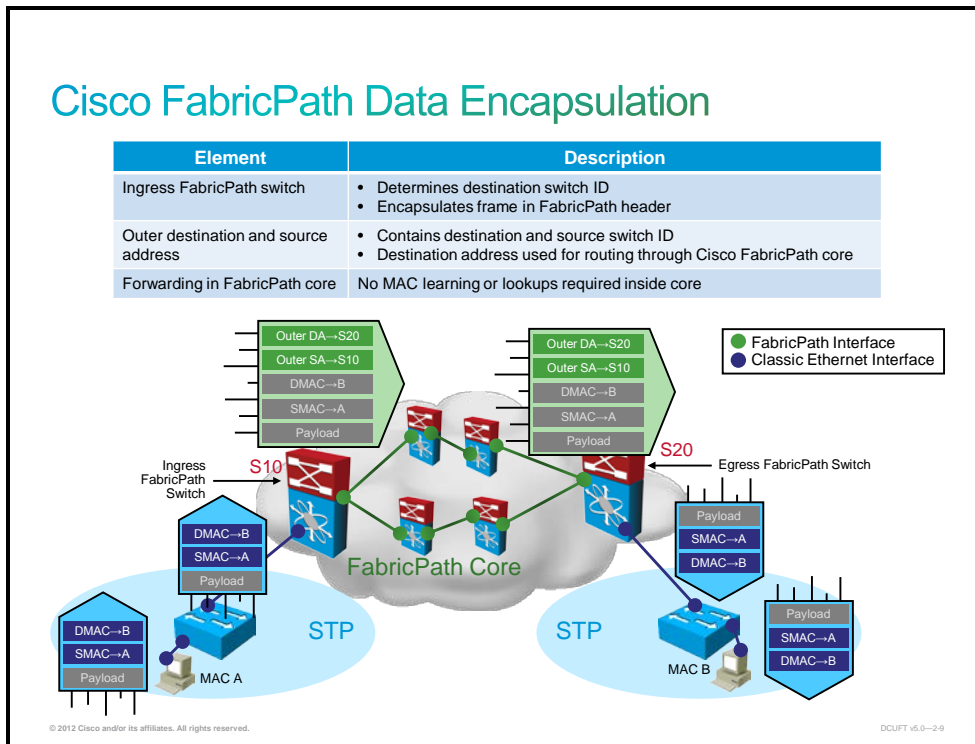 Cisco FabricPath Data Encapsulation
Element Description
Ingress FabricPath switch
• Determines destination switch ID
• Encapsulates frame in FabricPath header
Outer destination and source
address
• Contains destination and source switch ID
• Destination address used for routing through Cisco FabricPath core
Forwarding in FabricPath core
No MAC learning or lookups required inside core
Outer DA→S20
Outer SA→S10
DMAC→B
SMAC→A
Payload
Outer DA→S20
Outer SA→S10
DMAC→B
SMAC→A
Payload
FabricPath Interface
Classic Ethernet Interface
Ingress
FabricPath
Switch
S10
S20
Egress FabricPath Switch
DMAC→B
SMAC→A
Payload
FabricPath Core
Payload
SMAC→A
DMAC→B
DMAC→B
SMAC→A
Payload
STP
MAC A
STP
MAC B
Payload
SMAC→A
DMAC→B
© 2012 Cisco and/or its affiliates. All rights reserved.
DCUFT v5.0—2-9